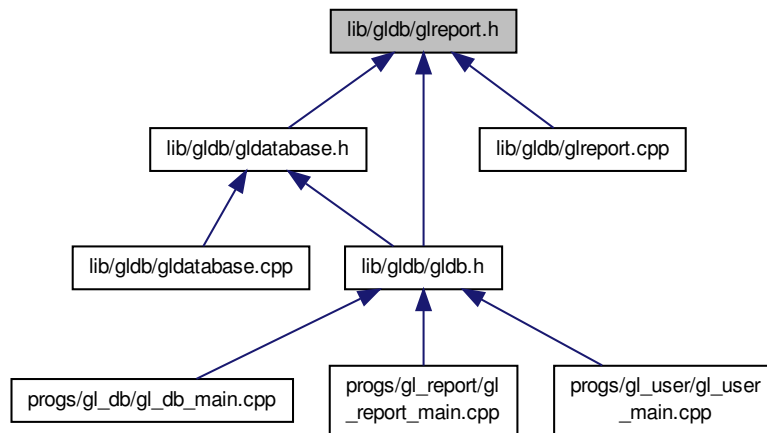 lib/gldb/glreport.h
lib/gldb/gldatabase.h
lib/gldb/glreport.cpp
lib/gldb/gldatabase.cpp
lib/gldb/gldb.h
progs/gl_db/gl_db_main.cpp
progs/gl_report/gl
_report_main.cpp
progs/gl_user/gl_user
_main.cpp